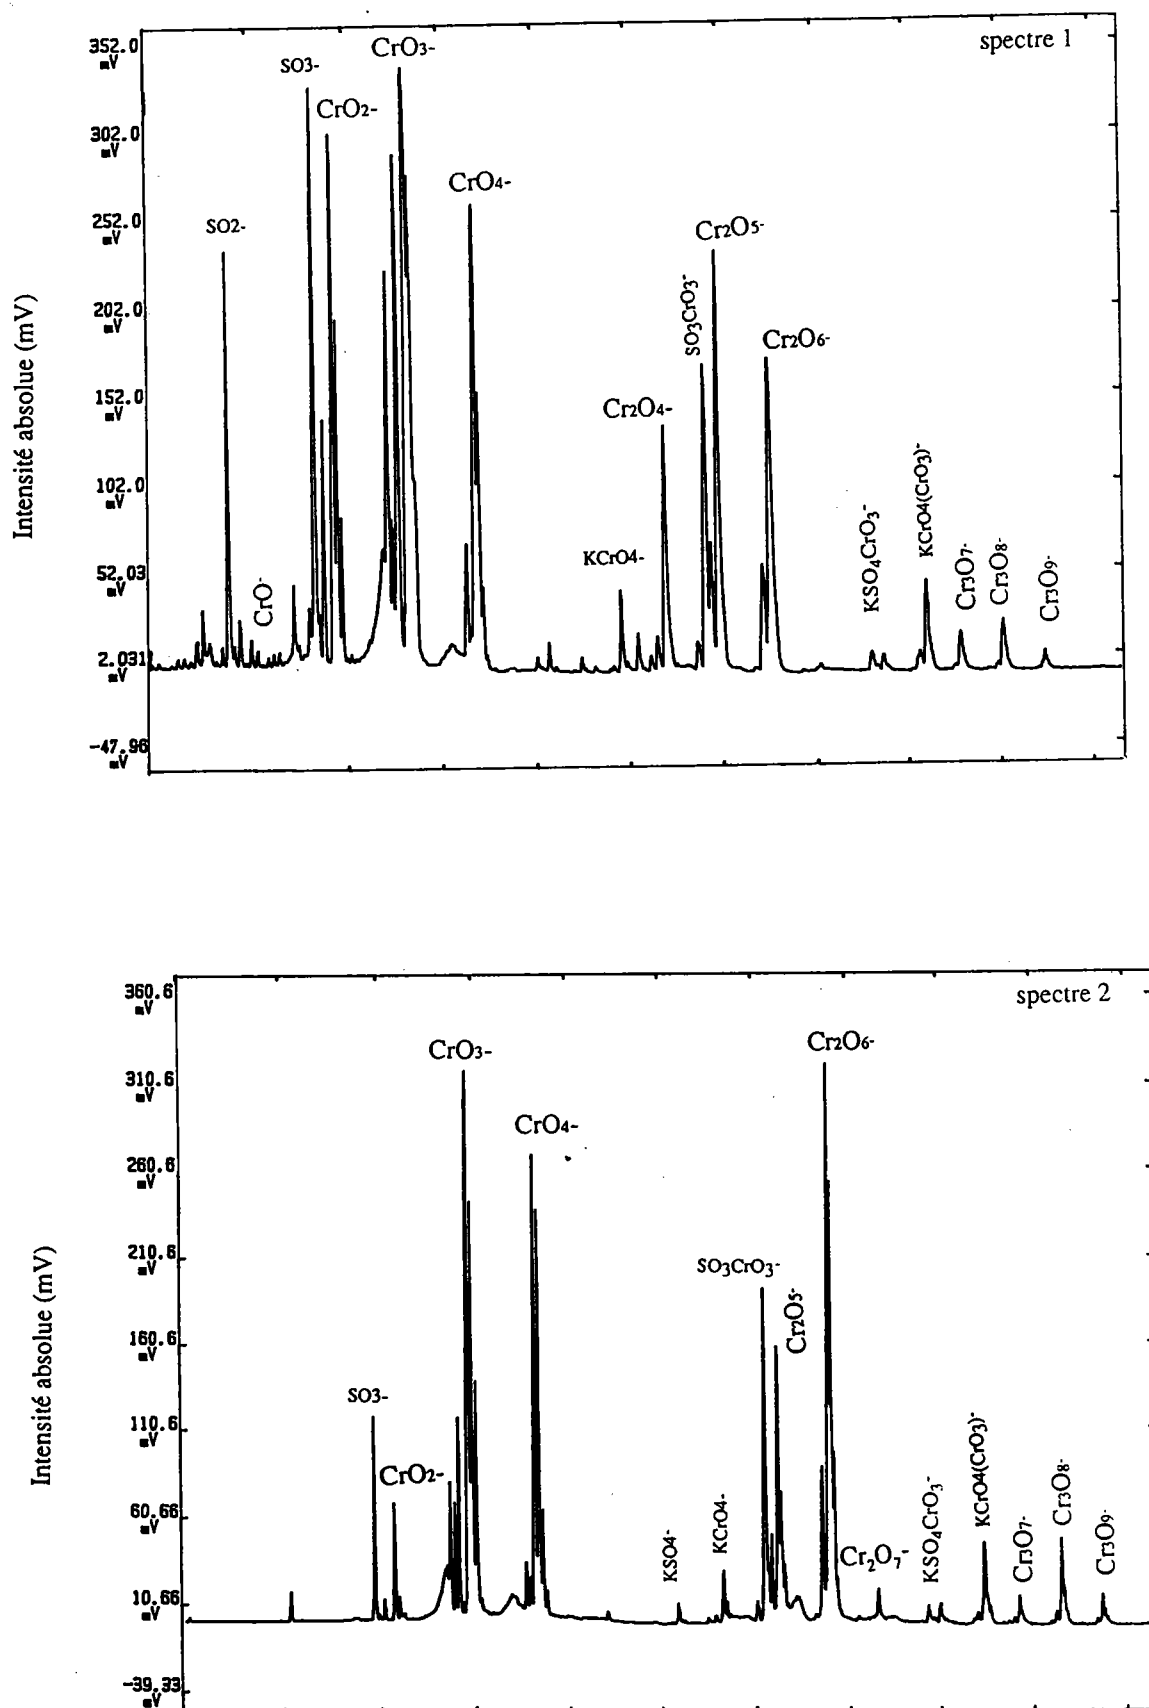 spectre 1
352.0
mV
302.0
mV
252.0
mV
202.0
mV
152.0
mV
102.0
mV
52.03
mV
2.031
mV
-47.96
mV
Intensité absolue (mV)
SO2-
CrO-
SO3-
CrO2-
CrO3-
CrO4-
KCrO4-
Cr2O4-
SO3CrO3-
Cr2O5-
Cr2O6-
KSO4CrO3-
KCrO4(CrO3)-
Cr3O7-
Cr3O8-
Cr3O9-
spectre 2
360.6
mV
310.6
mV
260.6
mV
210.6
mV
160.6
mV
110.6
mV
60.66
mV
10.66
mV
-39.33
mV
Intensité absolue (mV)
SO3-
CrO2-
CrO3-
CrO4-
KSO4-
KCrO4-
SO3CrO3-
Cr2O5-
Cr2O6-
Cr2O7-
KSO4CrO3-
KCrO4(CrO3)-
Cr3O7-
Cr3O8-
Cr3O9-